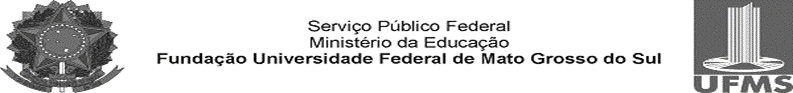 Serviço Público Federal
Ministério da Educação
Fundação Universidade Federal de Mato Grosso do Sul
UFMS